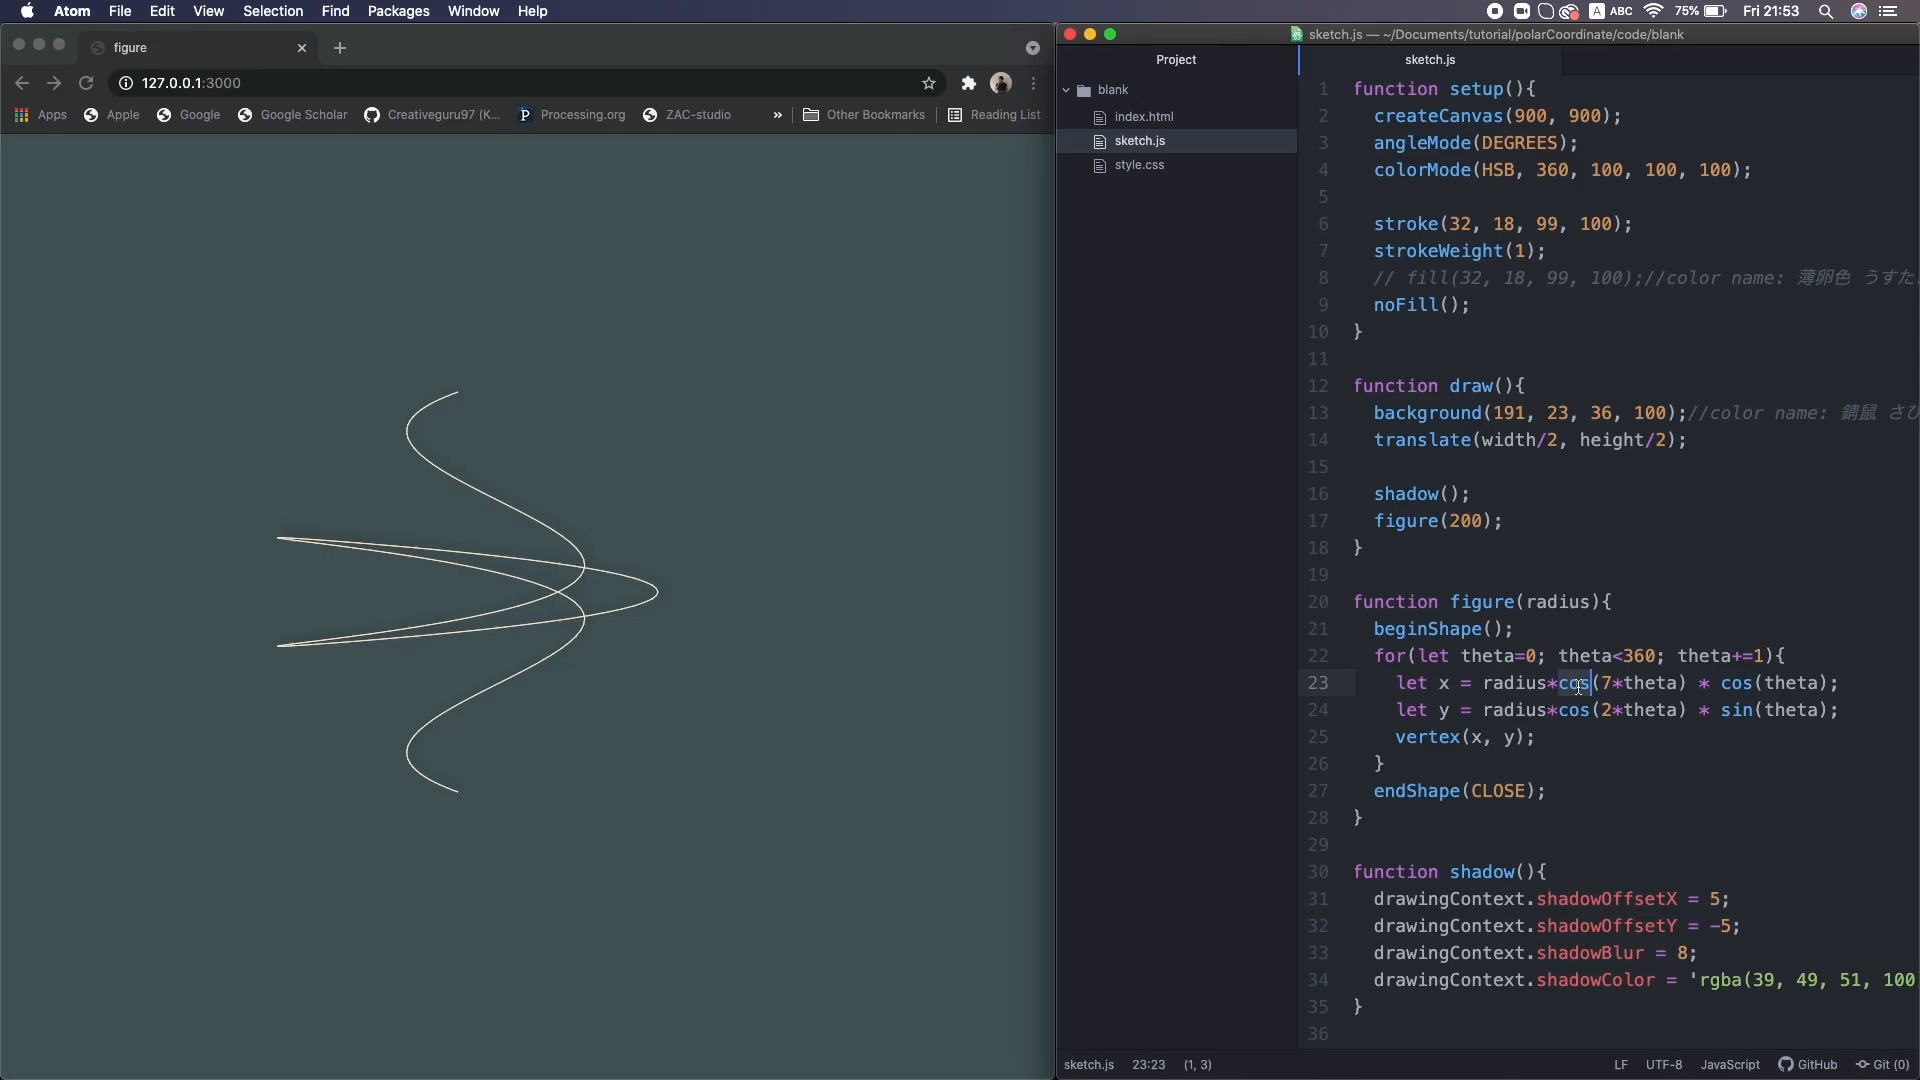 Atom File Edit View Selection Find Packages Window Help
A ABC 75% Fri 21:53
figure
127.0.0.1:3000
Apps Apple Google Google Scholar Creativeguru97 (K... Processing.org ZAC-studio » Other Bookmarks Reading List
sketch.js — ~/Documents/tutorial/polarCoordinate/code/blank
Project
blank
index.html
sketch.js
style.css
sketch.js
1 function setup(){
2 createCanvas(900, 900);
3 angleMode(DEGREES);
4 colorMode(HSB, 360, 100, 100, 100);
5
6 stroke(32, 18, 99, 100);
7 strokeWeight(1);
8 // fill(32, 18, 99, 100);//color name: 薄卵色 うすた
9 noFill();
10 }
11
12 function draw(){
13 background(191, 23, 36, 100);//color name: 錆鼠 さび
14 translate(width/2, height/2);
15
16 shadow();
17 figure(200);
18 }
19
20 function figure(radius){
21 beginShape();
22 for(let theta=0; theta<360; theta+=1){
23 let x = radius*cos(7*theta) * cos(theta);
24 let y = radius*cos(2*theta) * sin(theta);
25 vertex(x, y);
26 }
27 endShape(CLOSE);
28 }
29
30 function shadow(){
31 drawingContext.shadowOffsetX = 5;
32 drawingContext.shadowOffsetY = -5;
33 drawingContext.shadowBlur = 8;
34 drawingContext.shadowColor = 'rgba(39, 49, 51, 100
35 }
36
sketch.js 23:23 (1, 3) LF UTF-8 JavaScript GitHub Git (0)